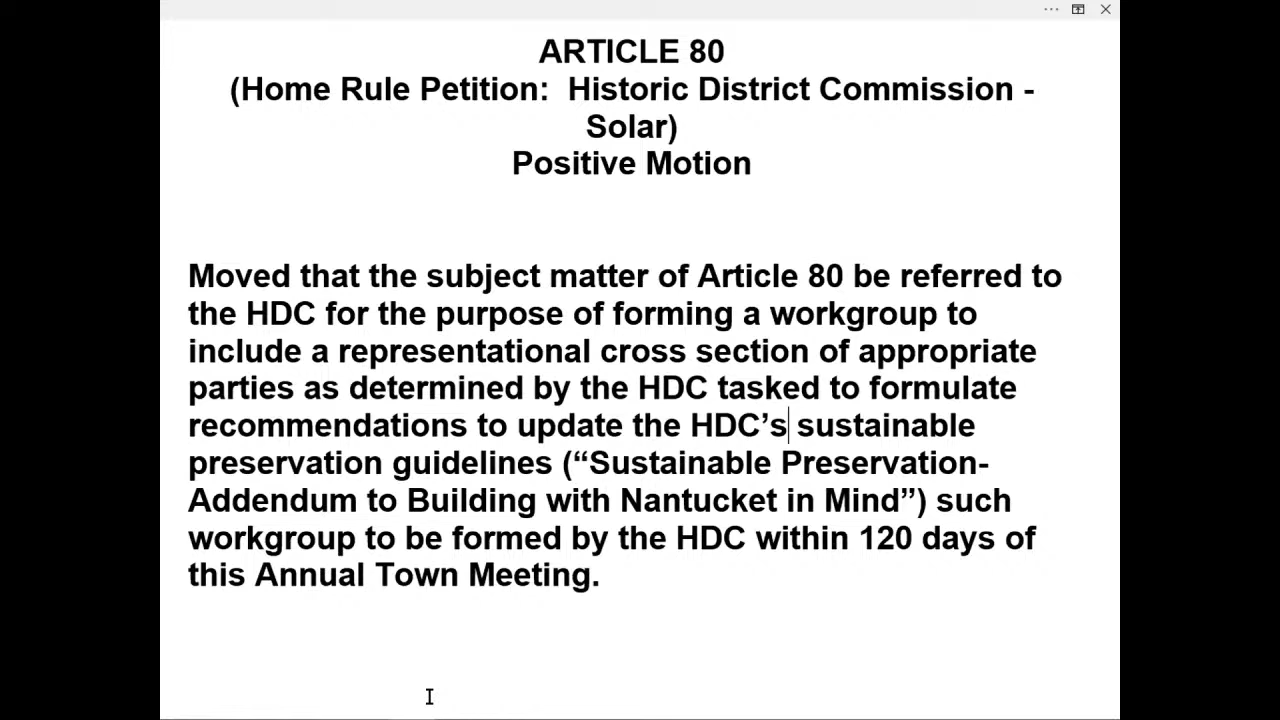 ARTICLE 80
(Home Rule Petition:  Historic District Commission -
Solar)
Positive Motion
Moved that the subject matter of Article 80 be referred to
the HDC for the purpose of forming a workgroup to
include a representational cross section of appropriate
parties as determined by the HDC tasked to formulate
recommendations to update the HDC’s sustainable
preservation guidelines (“Sustainable Preservation-
Addendum to Building with Nantucket in Mind”) such
workgroup to be formed by the HDC within 120 days of
this Annual Town Meeting.